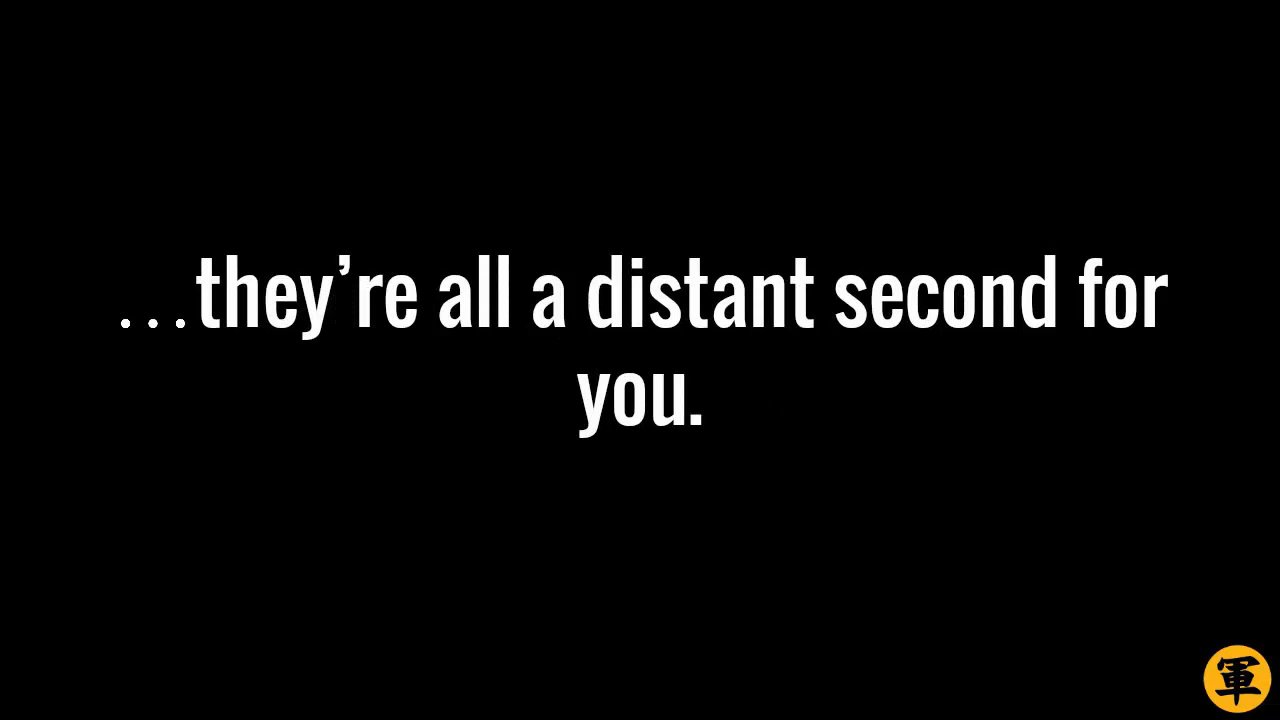 …they’re all a distant second for
you.
軍